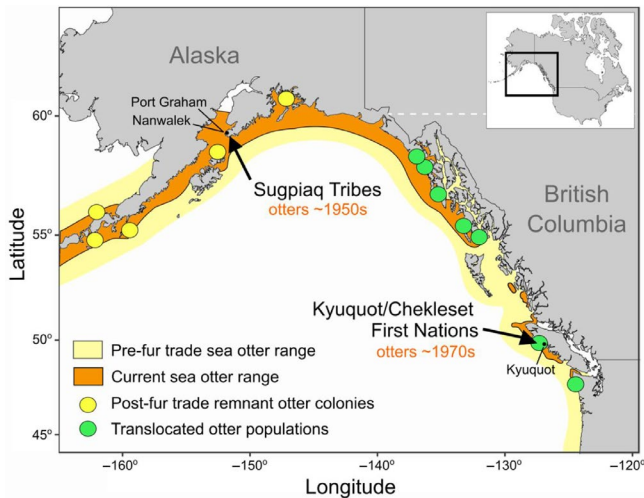 Alaska
Port Graham
Nanwalek
Sugpiaq Tribes
otters ~1950s
British
Columbia
Kyuquot/Chekleset
First Nations
otters ~1970s
Kyuquot
Pre-fur trade sea otter range
Current sea otter range
Post-fur trade remnant otter colonies
Translocated otter populations
Latitude
60°
55°
50°
45°
−160°
−150°
−140°
−130°
−120°
Longitude